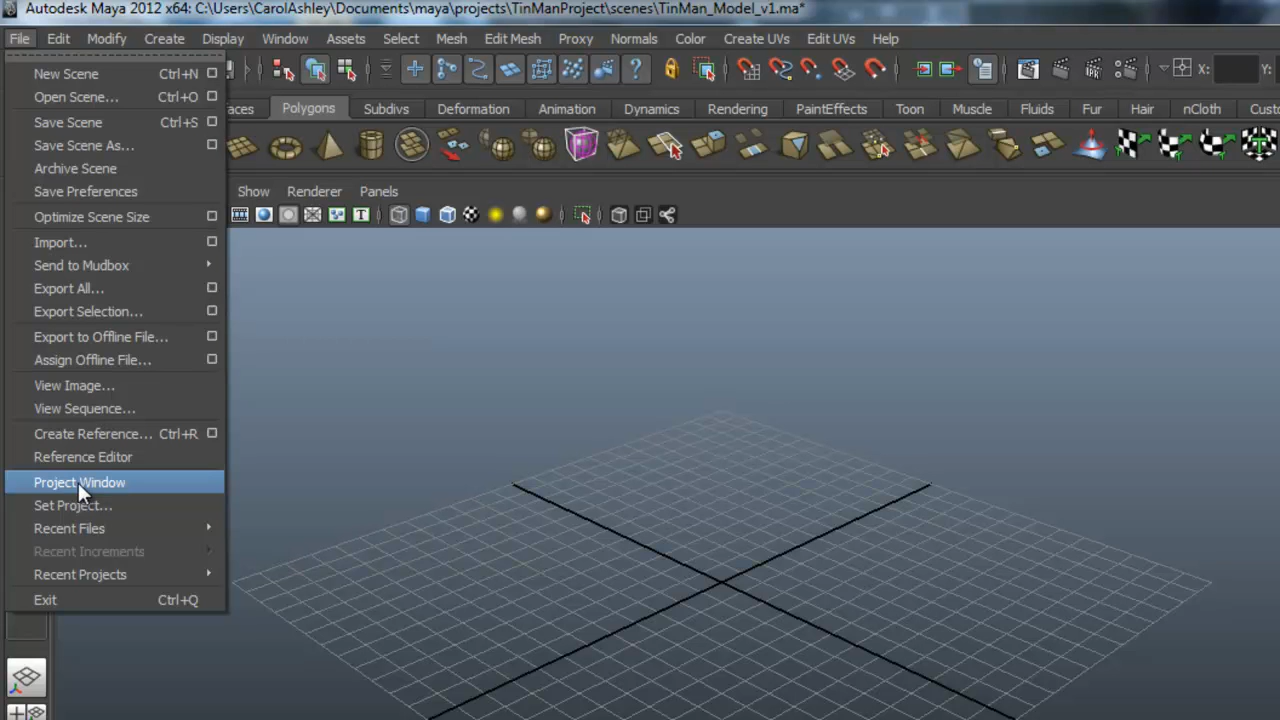 Autodesk Maya 2012 x64: C:\Users\CarolAshley\Documents\maya\projects\TinManProject\scenes\TinMan_Model_v1.ma*
File Edit Modify Create Display Window Assets Select Mesh Edit Mesh Proxy Normals Color Create UVs Edit UVs Help
X: Y:
faces Polygons Subdivs Deformation Animation Dynamics Rendering PaintEffects Toon Muscle Fluids Fur Hair nCloth Custo
Show Renderer Panels
New Scene Ctrl+N
Open Scene... Ctrl+O
Save Scene Ctrl+S
Save Scene As...
Archive Scene
Save Preferences
Optimize Scene Size
Import...
Send to Mudbox
Export All...
Export Selection...
Export to Offline File...
Assign Offline File...
View Image...
View Sequence...
Create Reference... Ctrl+R
Reference Editor
Project Window
Set Project...
Recent Files
Recent Increments
Recent Projects
Exit Ctrl+Q